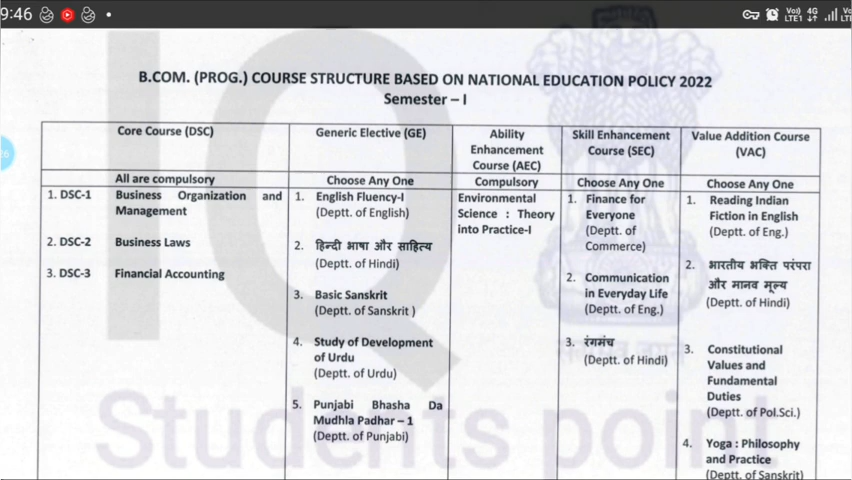 9:46
Vo))
LTE1
4G
B.COM. (PROG.) COURSE STRUCTURE BASED ON NATIONAL EDUCATION POLICY 2022
Semester – I
Core Course (DSC)
Generic Elective (GE)
Ability
Enhancement
Course (AEC)
Skill Enhancement
Course (SEC)
Value Addition Course
(VAC)
All are compulsory
Choose Any One
Compulsory
Choose Any One
Choose Any One
1. DSC-1 Business Organization and
Management
2. DSC-2 Business Laws
3. DSC-3 Financial Accounting
1. English Fluency-I
(Deptt. of English)
2. हिन्दी भाषा और साहित्य
(Deptt. of Hindi)
3. Basic Sanskrit
(Deptt. of Sanskrit )
4. Study of Development
of Urdu
(Deptt. of Urdu)
5. Punjabi Bhasha Da
Mudhla Padhar – 1
(Deptt. of Punjabi)
Environmental
Science : Theory
into Practice-I
1. Finance for
Everyone
(Deptt. of
Commerce)
2. Communication
in Everyday Life
(Deptt. of Eng.)
3. रंगमंच
(Deptt. of Hindi)
1. Reading Indian
Fiction in English
(Deptt. of Eng.)
2. भारतीय भक्ति परंपरा
और मानव मूल्य
(Deptt. of Hindi)
3. Constitutional
Values and
Fundamental
Duties
(Deptt. of Pol.Sci.)
4. Yoga : Philosophy
and Practice
(Deptt. of Sanskrit)
IQ
Students point